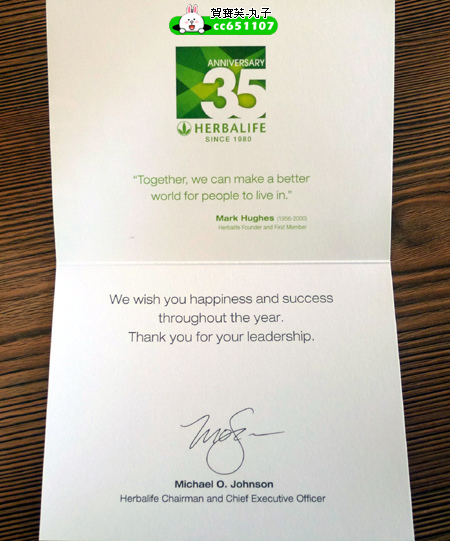 賀寶芙-丸子
cc651107
ANNIVERSARY
35
HERBALIFE
SINCE 1980
“Together, we can make a better
world for people to live in.”
Mark Hughes (1956-2000)
Herbalife Founder and First Member
We wish you happiness and success
throughout the year.
Thank you for your leadership.
Michael O. Johnson
Herbalife Chairman and Chief Executive Officer